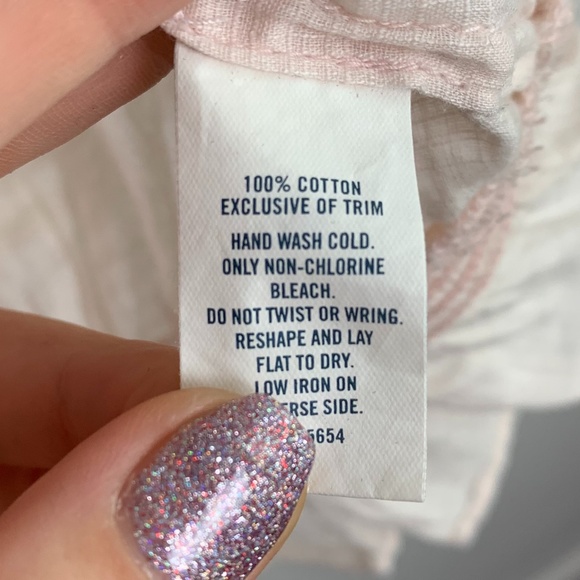 100% COTTON
EXCLUSIVE OF TRIM
HAND WASH COLD.
ONLY NON-CHLORINE
BLEACH.
DO NOT TWIST OR WRING.
RESHAPE AND LAY
FLAT TO DRY.
LOW IRON ON
SIDE.